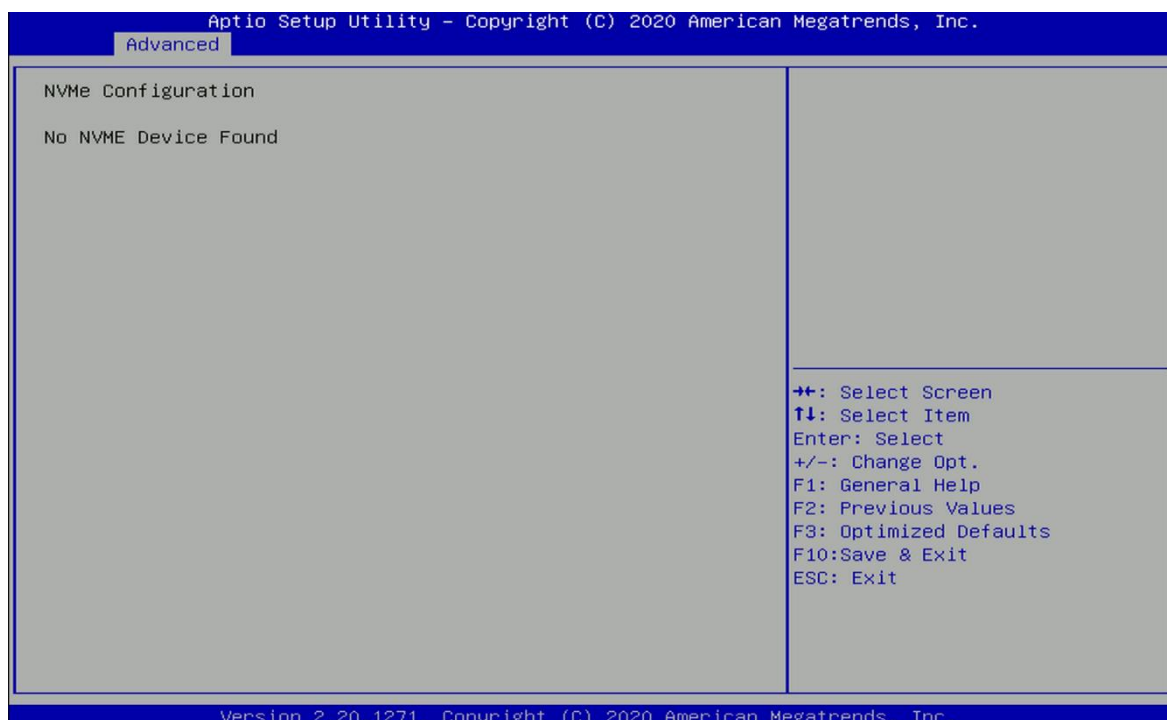 Aptio Setup Utility – Copyright (C) 2020 American Megatrends, Inc.
Advanced
NVMe Configuration
No NVME Device Found
→←: Select Screen
↑↓: Select Item
Enter: Select
+/-: Change Opt.
F1: General Help
F2: Previous Values
F3: Optimized Defaults
F10:Save & Exit
ESC: Exit
Version 2.20.1271. Copyright (C) 2020 American Megatrends, Inc.